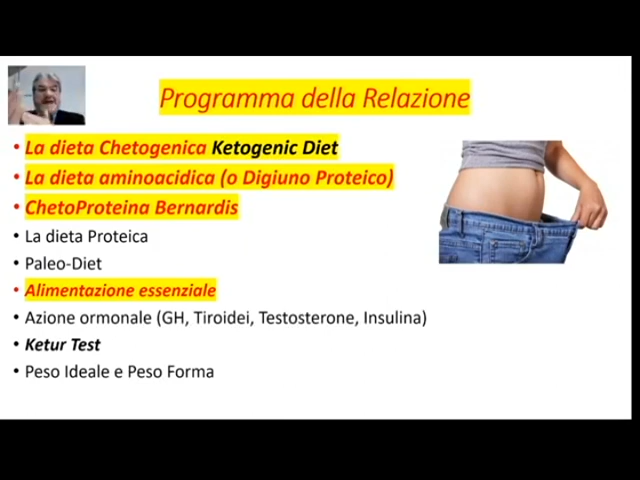 Programma della Relazione
• La dieta Chetogenica Ketogenic Diet
• La dieta aminoacidica (o Digiuno Proteico)
• ChetoProteina Bernardis
• La dieta Proteica
• Paleo-Diet
• Alimentazione essenziale
• Azione ormonale (GH, Tiroidei, Testosterone, Insulina)
• Ketur Test
• Peso Ideale e Peso Forma